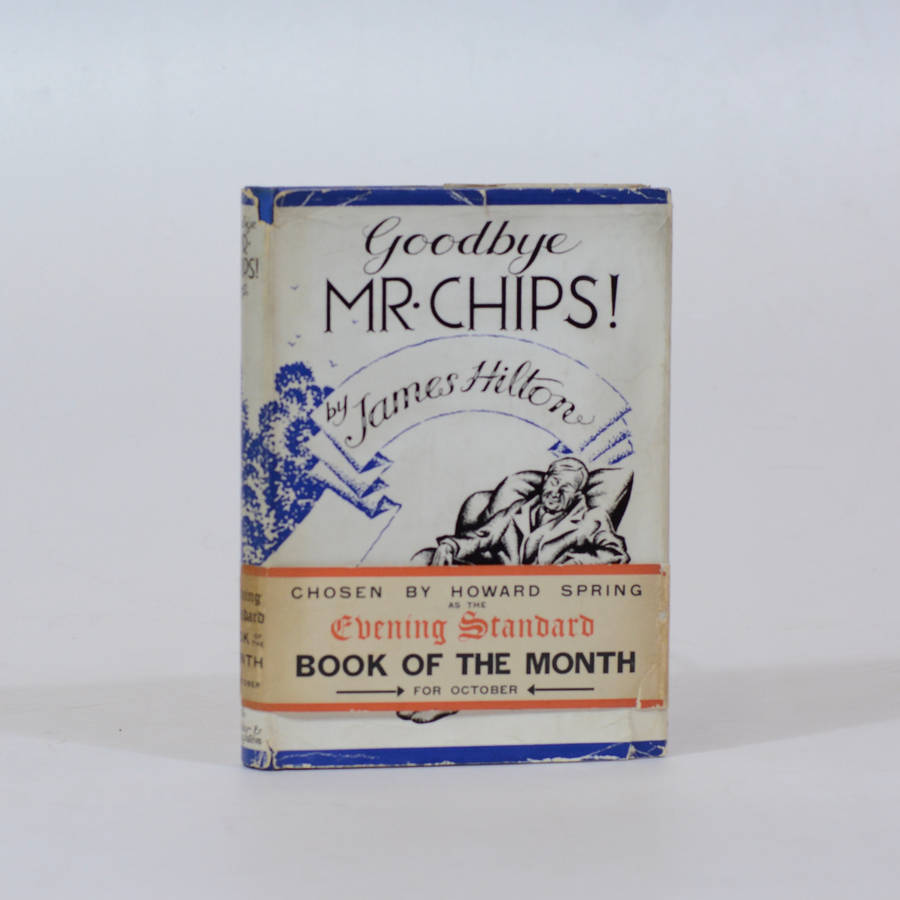 Goodbye
MR. CHIPS!
by James Hilton
CHOSEN BY HOWARD SPRING
AS THE
Evening Standard
BOOK OF THE MONTH
FOR OCTOBER